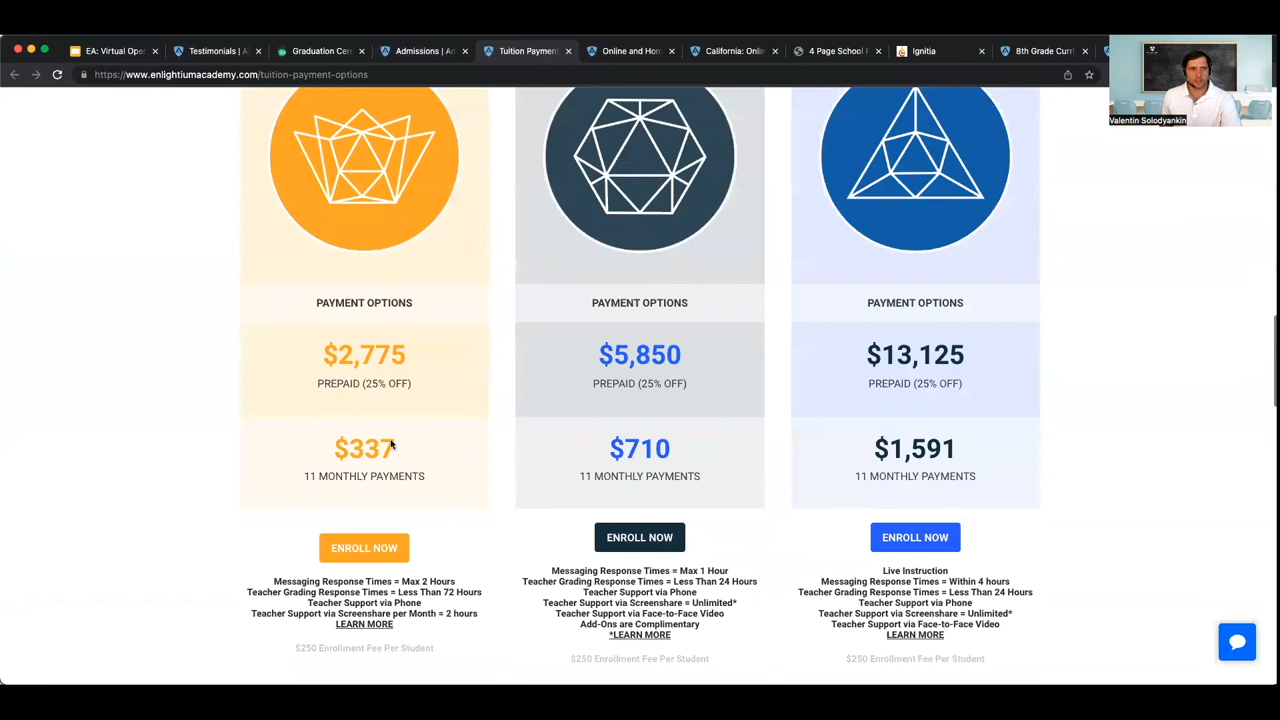 EA: Virtual Ope
Testimonials | A
Graduation Cer
Admissions | Ac
Tuition Payment
Online and Hom
California: Onlin
4 Page School F
Ignitia
8th Grade Curri
https://www.enlightiumacademy.com/tuition-payment-options
Valentin Solodyankin
PAYMENT OPTIONS
$2,775
PREPAID (25% OFF)
$337
11 MONTHLY PAYMENTS
ENROLL NOW
Messaging Response Times = Max 2 Hours
Teacher Grading Response Times = Less Than 72 Hours
Teacher Support via Phone
Teacher Support via Screenshare per Month = 2 hours
LEARN MORE
$250 Enrollment Fee Per Student
PAYMENT OPTIONS
$5,850
PREPAID (25% OFF)
$710
11 MONTHLY PAYMENTS
ENROLL NOW
Messaging Response Times = Max 1 Hour
Teacher Grading Response Times = Less Than 24 Hours
Teacher Support via Phone
Teacher Support via Screenshare = Unlimited*
Teacher Support via Face-to-Face Video
Add-Ons are Complimentary
*LEARN MORE
$250 Enrollment Fee Per Student
PAYMENT OPTIONS
$13,125
PREPAID (25% OFF)
$1,591
11 MONTHLY PAYMENTS
ENROLL NOW
Live Instruction
Messaging Response Times = Within 4 hours
Teacher Grading Response Times = Less Than 24 Hours
Teacher Support via Phone
Teacher Support via Screenshare = Unlimited*
Teacher Support via Face-to-Face Video
LEARN MORE
$250 Enrollment Fee Per Student